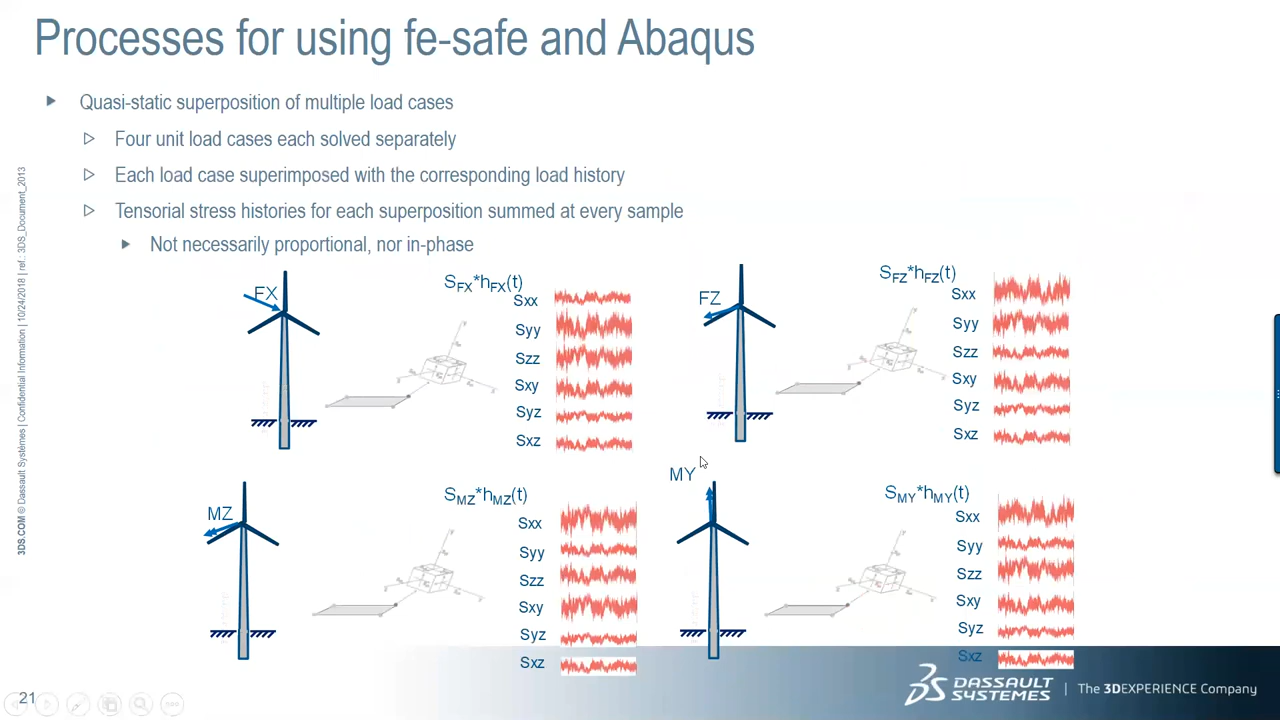 Processes for using fe-safe and Abaqus
Quasi-static superposition of multiple load cases
Four unit load cases each solved separately
Each load case superimposed with the corresponding load history
Tensorial stress histories for each superposition summed at every sample
Not necessarily proportional, nor in-phase
3DS.COM © Dassault Systèmes | Confidential Information | 10/24/2018 | ref.: 3DS_Document_2013
FX
SFX*hFX(t)
Sxx
Syy
Szz
Sxy
Syz
Sxz
FZ
SFZ*hFZ(t)
Sxx
Syy
Szz
Sxy
Syz
Sxz
MZ
SMZ*hMZ(t)
Sxx
Syy
Szz
Sxy
Syz
Sxz
MY
SMY*hMY(t)
Sxx
Syy
Szz
Sxy
Syz
Sxz
21
DASSAULT SYSTEMES | The 3DEXPERIENCE Company